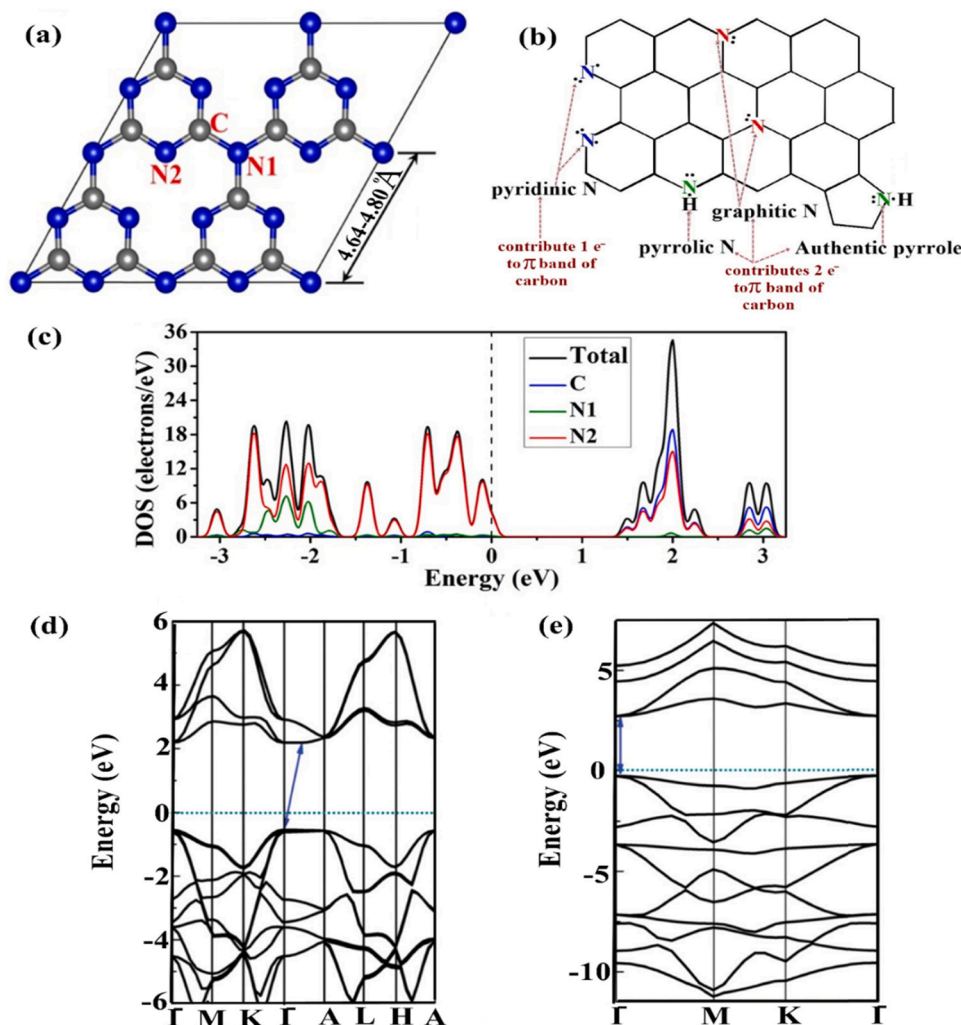 (a)
C
N2
N1
4.64-4.80 Å
(b)
N
N
N
N
pyridinic N
N
H
graphitic N
N·H
pyrrolic N
Authentic pyrrole
contribute 1 e⁻
to π band of
carbon
contributes 2 e⁻
to π band of
carbon
(c)
36
30
24
18
12
6
0
DOS (electrons/eV)
Total
C
N1
N2
-3
-2
-1
0
1
2
3
Energy (eV)
(d)
6
4
2
0
-2
-4
-6
Energy (eV)
Γ
M
K
Γ
A
L
H
A
(e)
5
0
-5
-10
Energy (eV)
Γ
M
K
Γ